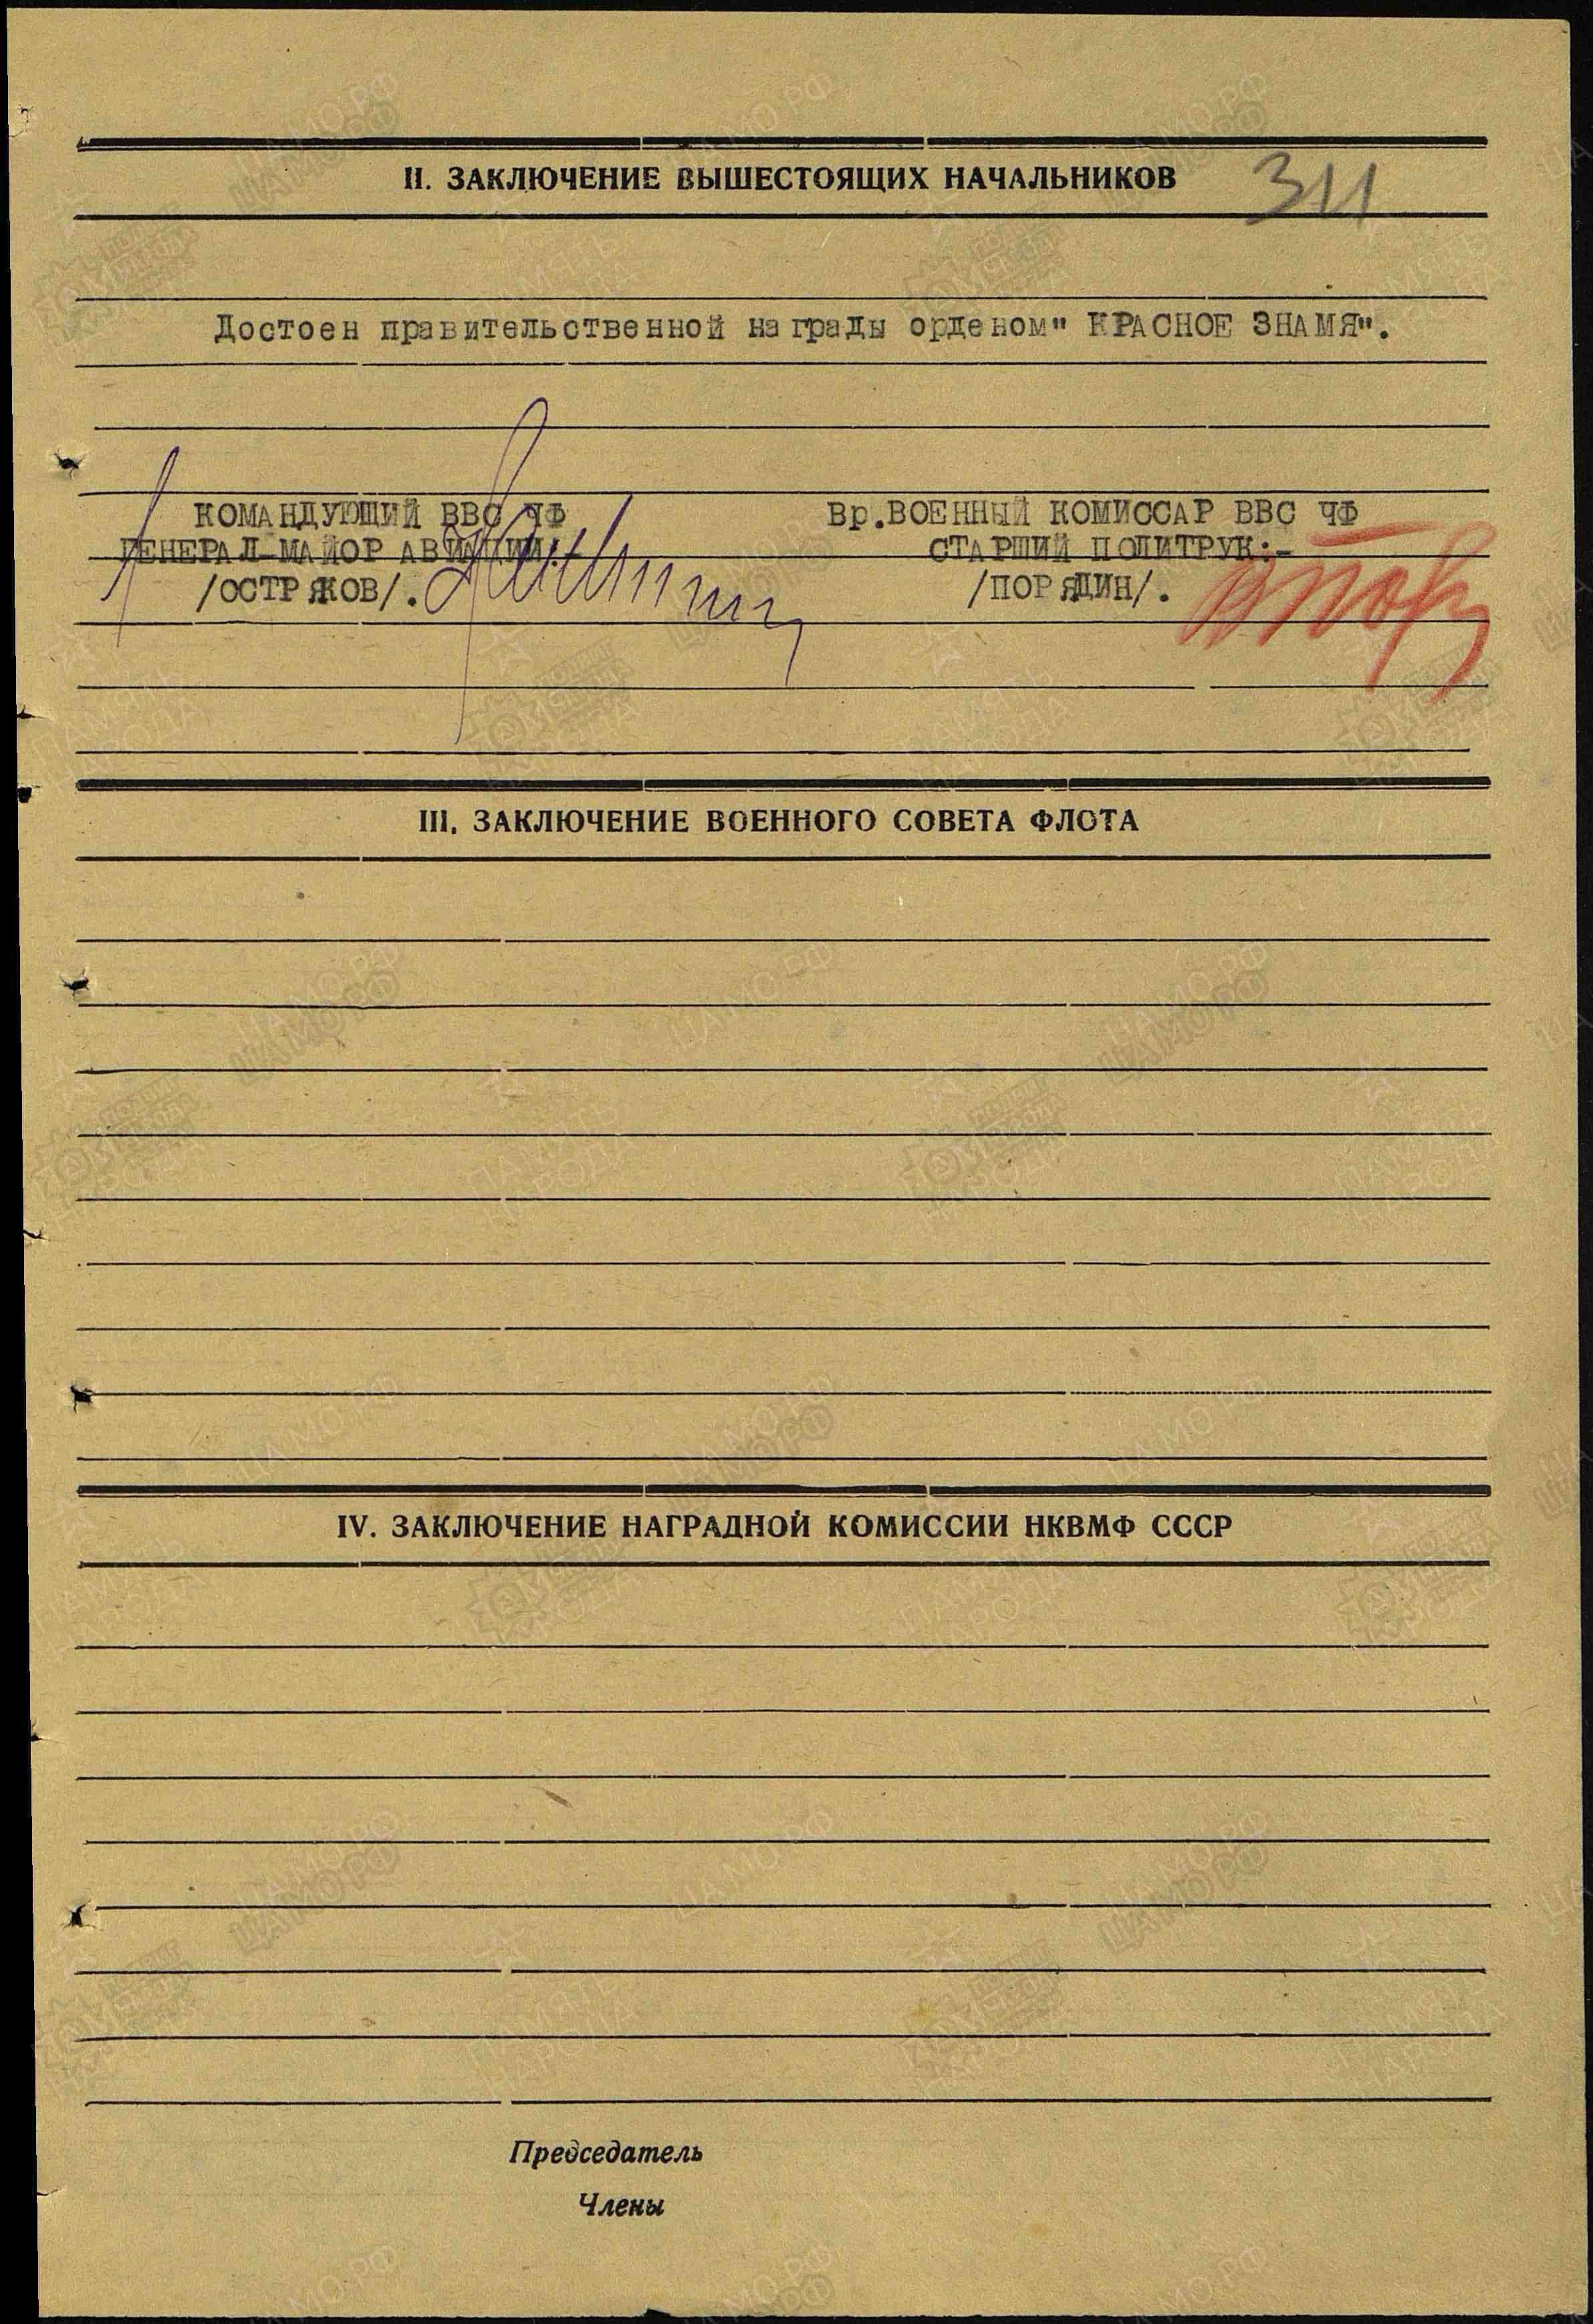 II. ЗАКЛЮЧЕНИЕ ВЫШЕСТОЯЩИХ НАЧАЛЬНИКОВ 311
Достоен правительственной награды орденом" КРАСНОЕ ЗНАМЯ".
КОМАНДУЮЩИЙ ВВС ЧФ
ГЕНЕРАЛ-МАЙОР АВИАЦИИ:-
/ОСТРЯКОВ/.
Вр.ВОЕННЫЙ КОМИССАР ВВС ЧФ
СТАРШИЙ ПОЛИТРУК:-
/ПОРЯДИН/.
III. ЗАКЛЮЧЕНИЕ ВОЕННОГО СОВЕТА ФЛОТА
IV. ЗАКЛЮЧЕНИЕ НАГРАДНОЙ КОМИССИИ НКВМФ СССР
Председатель
Члены